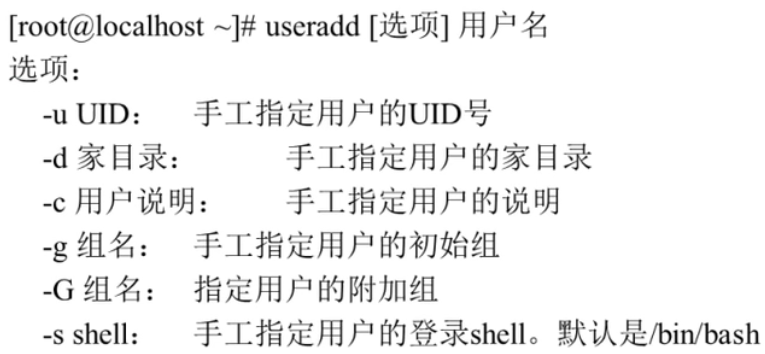 [root@localhost ~]# useradd [选项] 用户名
选项：
-u UID： 手工指定用户的UID号
-d 家目录： 手工指定用户的家目录
-c 用户说明： 手工指定用户的说明
-g 组名： 手工指定用户的初始组
-G 组名： 指定用户的附加组
-s shell： 手工指定用户的登录shell。默认是/bin/bash